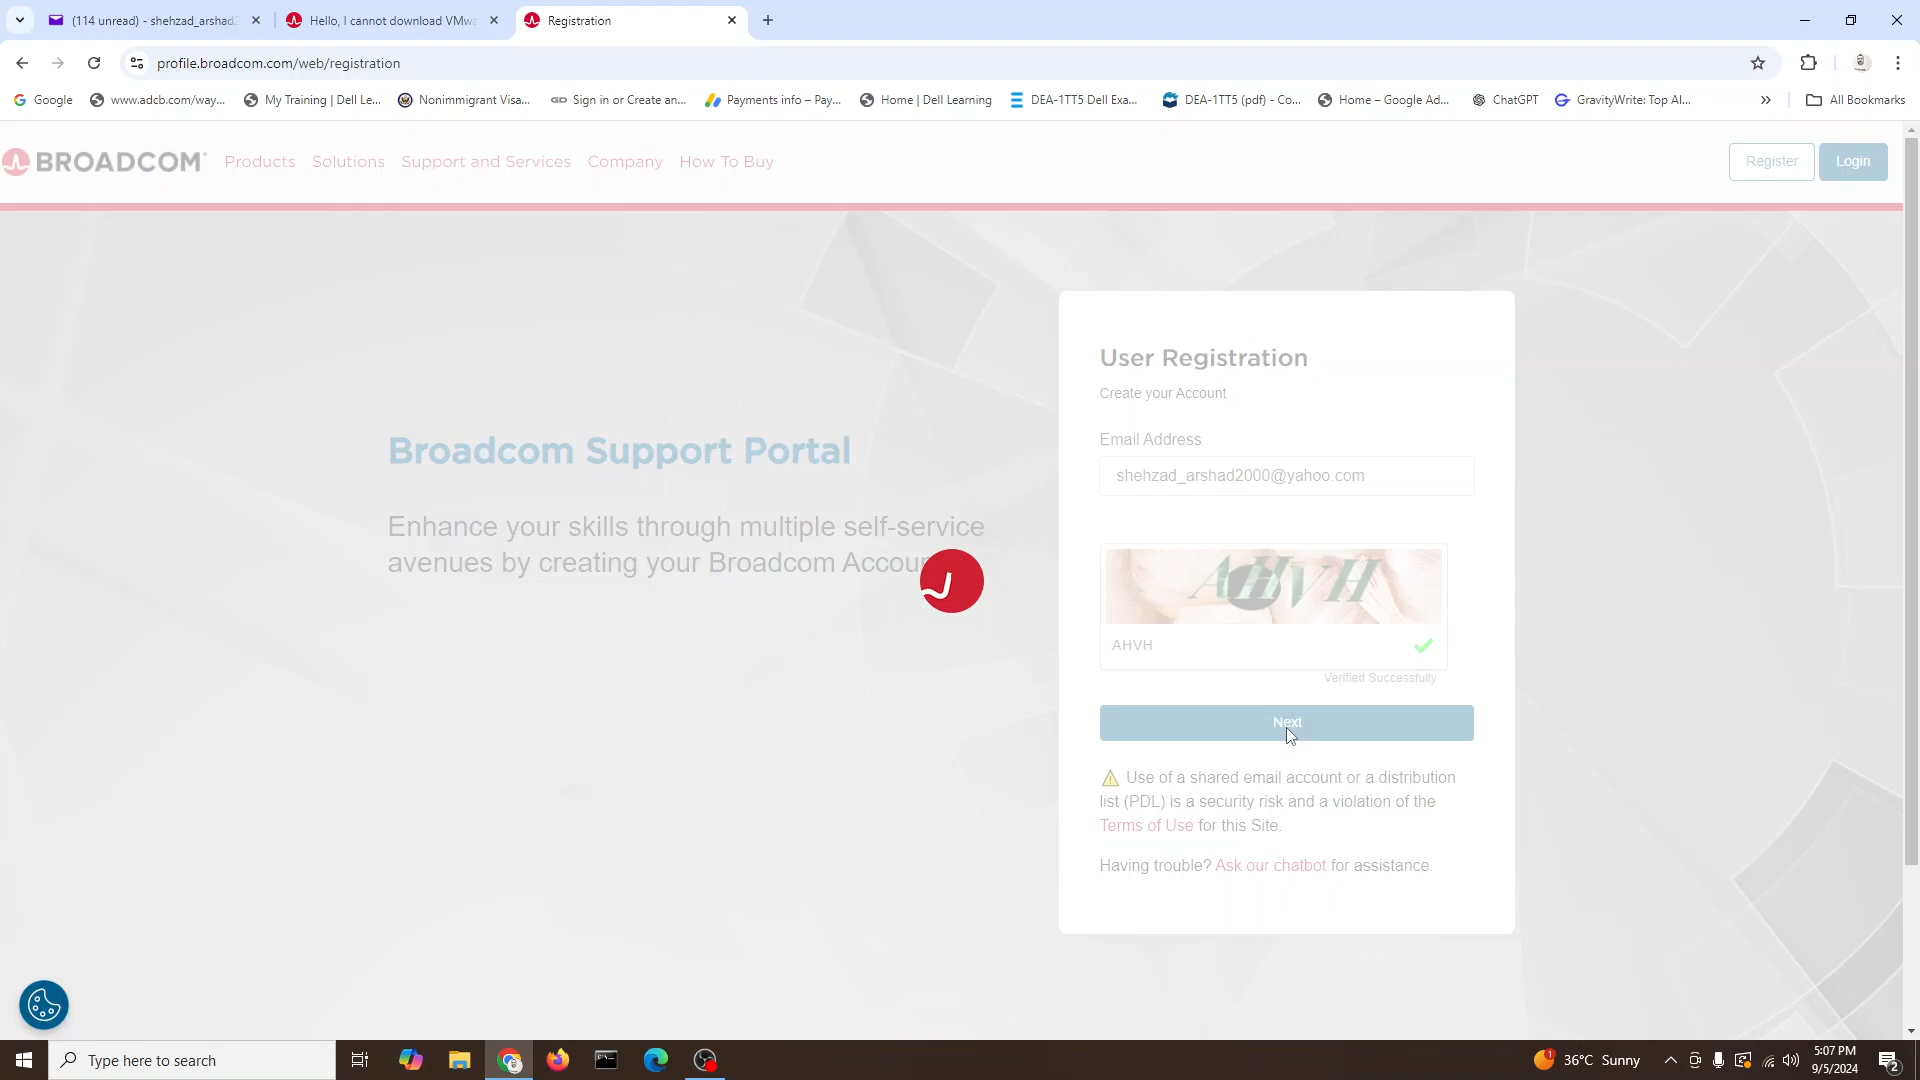 (114 unread) - shehzad_arshad2
Hello, I cannot download VMwa
Registration
profile.broadcom.com/web/registration
Google
www.adcb.com/way...
My Training | Dell Le...
Nonimmigrant Visa...
Sign in or Create an...
Payments info – Pay...
Home | Dell Learning
DEA-1TT5 Dell Exa...
DEA-1TT5 (pdf) - Co...
Home – Google Ad...
ChatGPT
GravityWrite: Top AI...
»
All Bookmarks
BROADCOM
Products
Solutions
Support and Services
Company
How To Buy
Register
Login
Broadcom Support Portal
Enhance your skills through multiple self-service
avenues by creating your Broadcom Accoun
User Registration
Create your Account
Email Address
shehzad_arshad2000@yahoo.com
AHVH
AHVH
Verified Successfully
Next
Use of a shared email account or a distribution
list (PDL) is a security risk and a violation of the
Terms of Use for this Site.
Having trouble? Ask our chatbot for assistance.
Type here to search
1
36°C Sunny
5:07 PM
9/5/2024
2